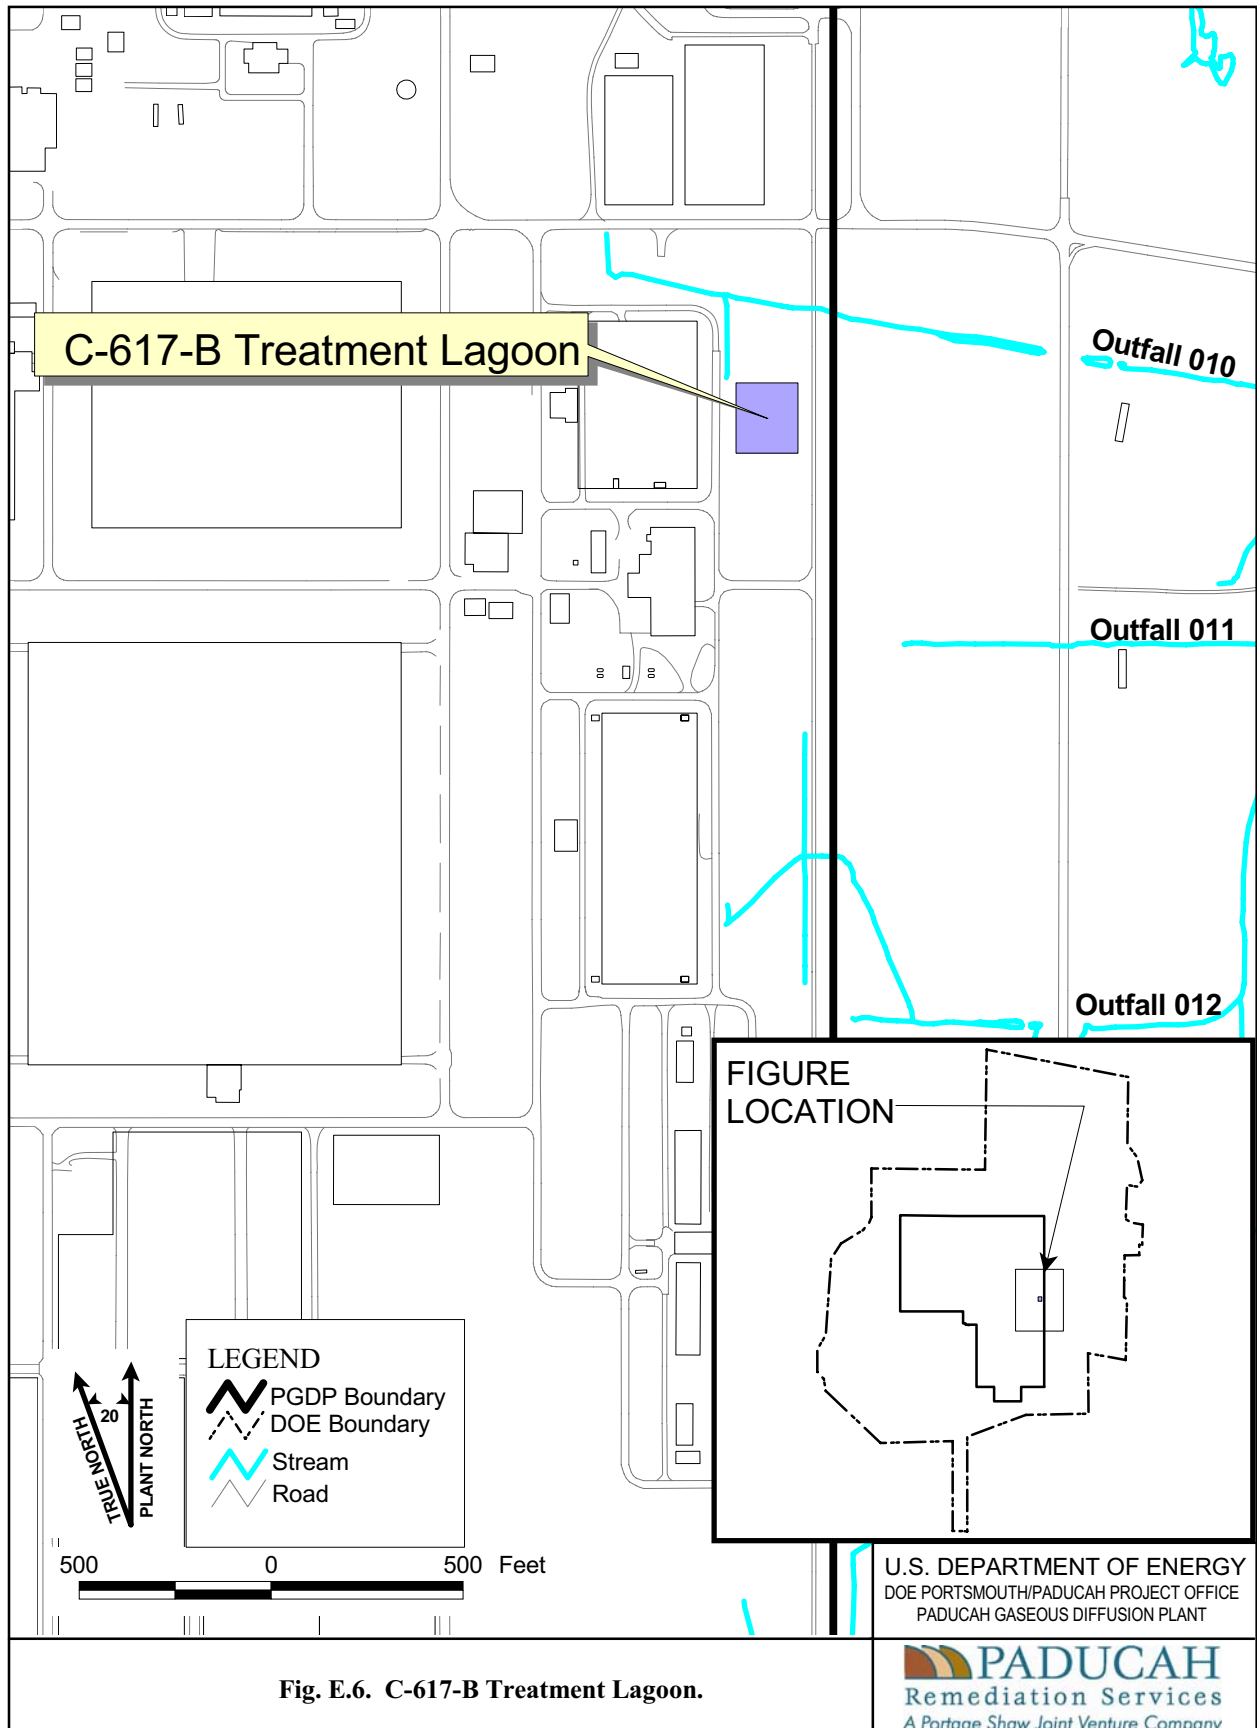 C-617-B Treatment Lagoon
Outfall 010
Outfall 011
Outfall 012
FIGURE
LOCATION
LEGEND
PGDP Boundary
DOE Boundary
Stream
Road
20
TRUE NORTH
PLANT NORTH
500 0 500 Feet
U.S. DEPARTMENT OF ENERGY
DOE PORTSMOUTH/PADUCAH PROJECT OFFICE
PADUCAH GASEOUS DIFFUSION PLANT
Fig. E.6. C-617-B Treatment Lagoon.
PADUCAH
Remediation Services
A Portage Shaw Joint Venture Company